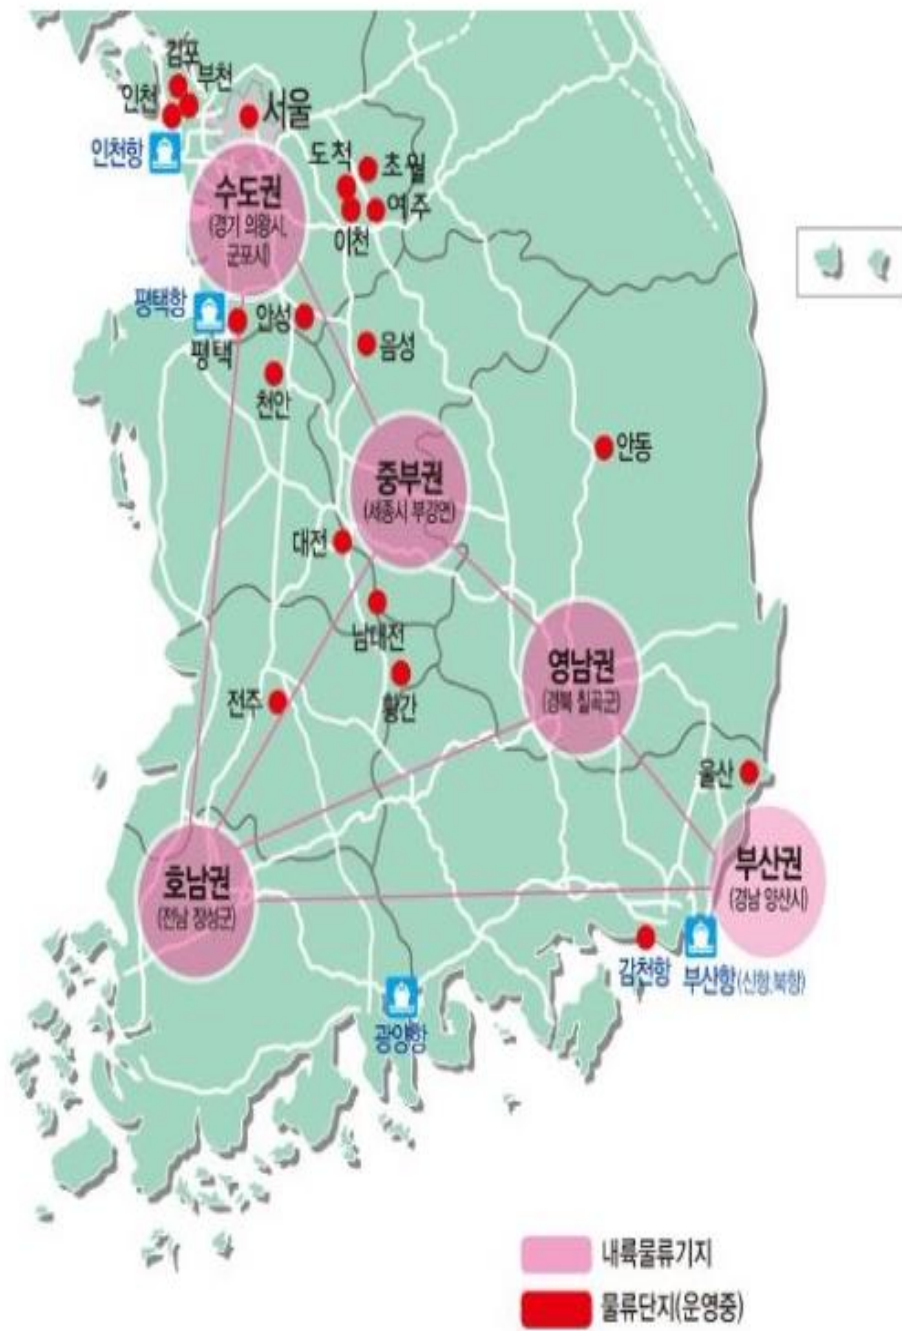 김포
부천
인천
서울
인천항
도척
초월
수도권
(경기 의왕시,
군포시)
여주
이천
평택항
안성
평택
음성
천안
안동
중부권
(세종시 부강면)
대전
남대전
영남권
(경북 칠곡군)
황간
전주
울산
호남권
(전남 장성군)
부산권
(경남 양산시)
감천항
부산항(신항,북항)
광양항
내륙물류기지
물류단지(운영중)